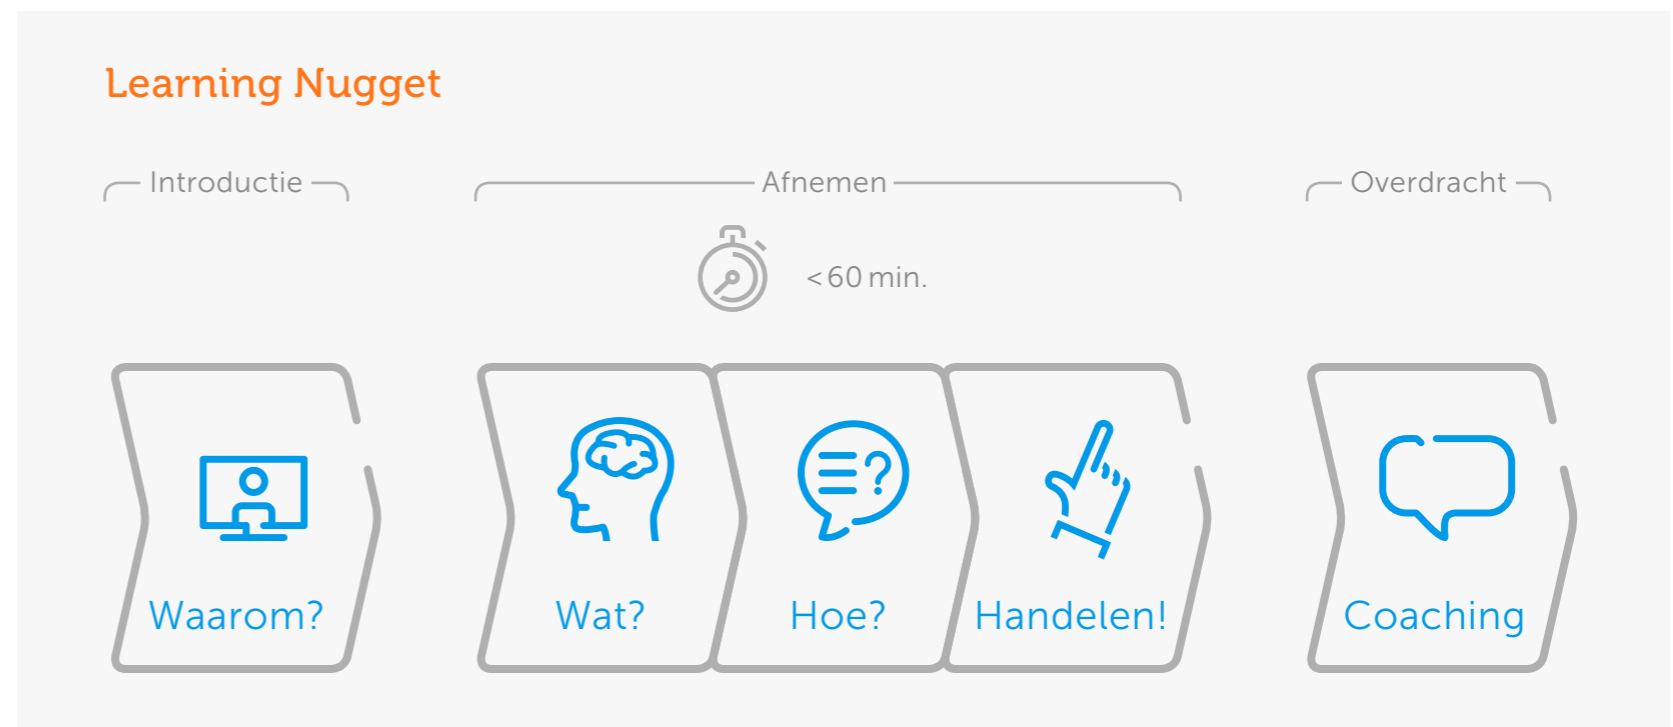 Learning Nugget
Introductie
Afnemen
Overdracht
<60 min.
?
Waarom?
Wat?
Hoe?
Handelen!
Coaching